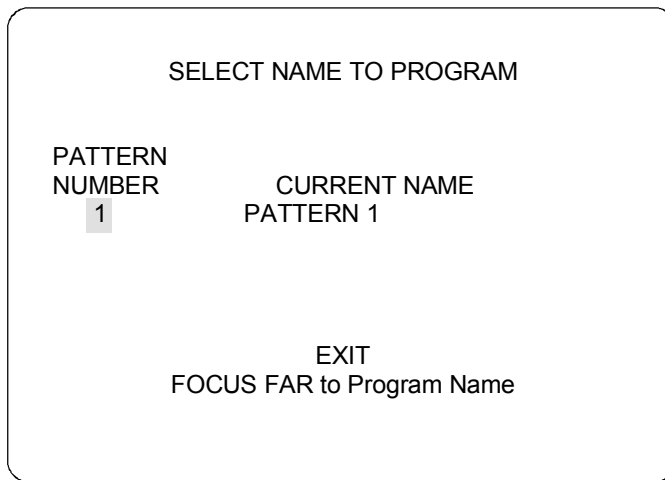 SELECT NAME TO PROGRAM
PATTERN
NUMBER CURRENT NAME
1 PATTERN 1
EXIT
FOCUS FAR to Program Name